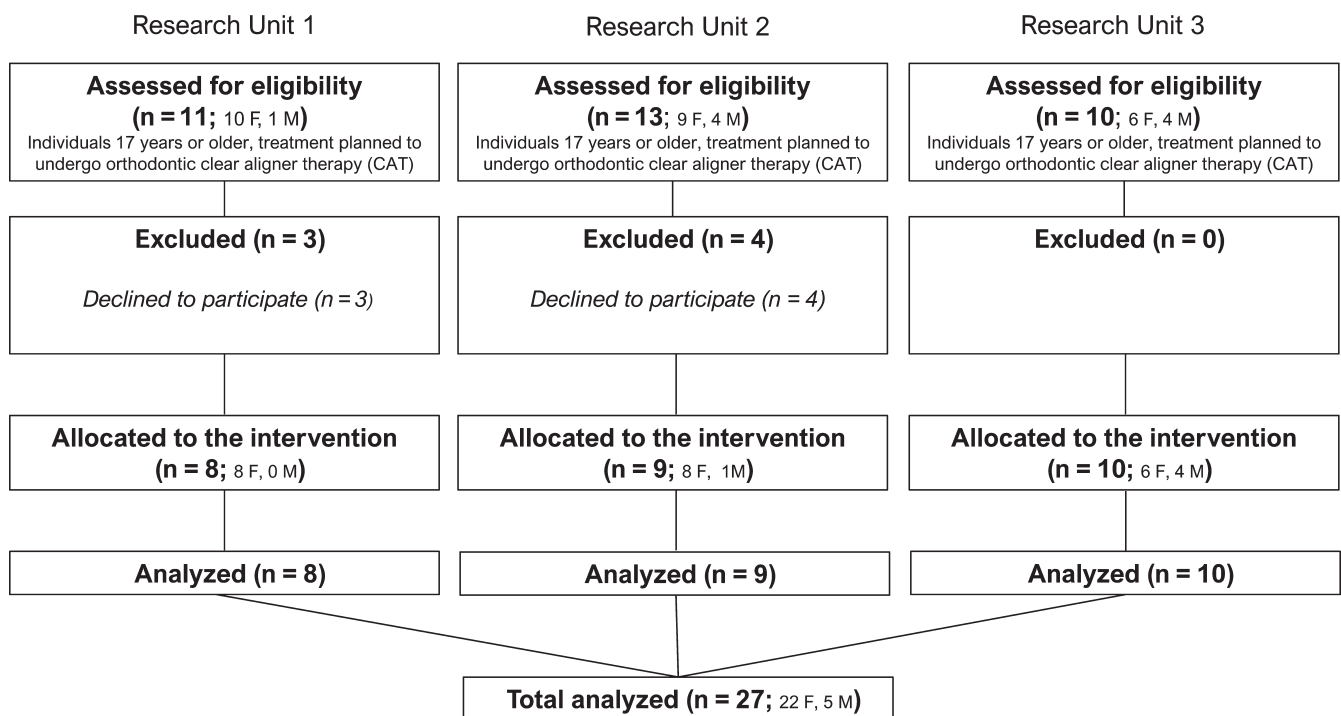 Research Unit 1
Research Unit 2
Research Unit 3
Assessed for eligibility
(n = 11; 10 F, 1 M)
Individuals 17 years or older, treatment planned to
undergo orthodontic clear aligner therapy (CAT)
Assessed for eligibility
(n = 13; 9 F, 4 M)
Individuals 17 years or older, treatment planned to
undergo orthodontic clear aligner therapy (CAT)
Assessed for eligibility
(n = 10; 6 F, 4 M)
Individuals 17 years or older, treatment planned to
undergo orthodontic clear aligner therapy (CAT)
Excluded (n = 3)
Declined to participate (n = 3)
Excluded (n = 4)
Declined to participate (n = 4)
Excluded (n = 0)
Allocated to the intervention
(n = 8; 8 F, 0 M)
Allocated to the intervention
(n = 9; 8 F, 1M)
Allocated to the intervention
(n = 10; 6 F, 4 M)
Analyzed (n = 8)
Analyzed (n = 9)
Analyzed (n = 10)
Total analyzed (n = 27; 22 F, 5 M)